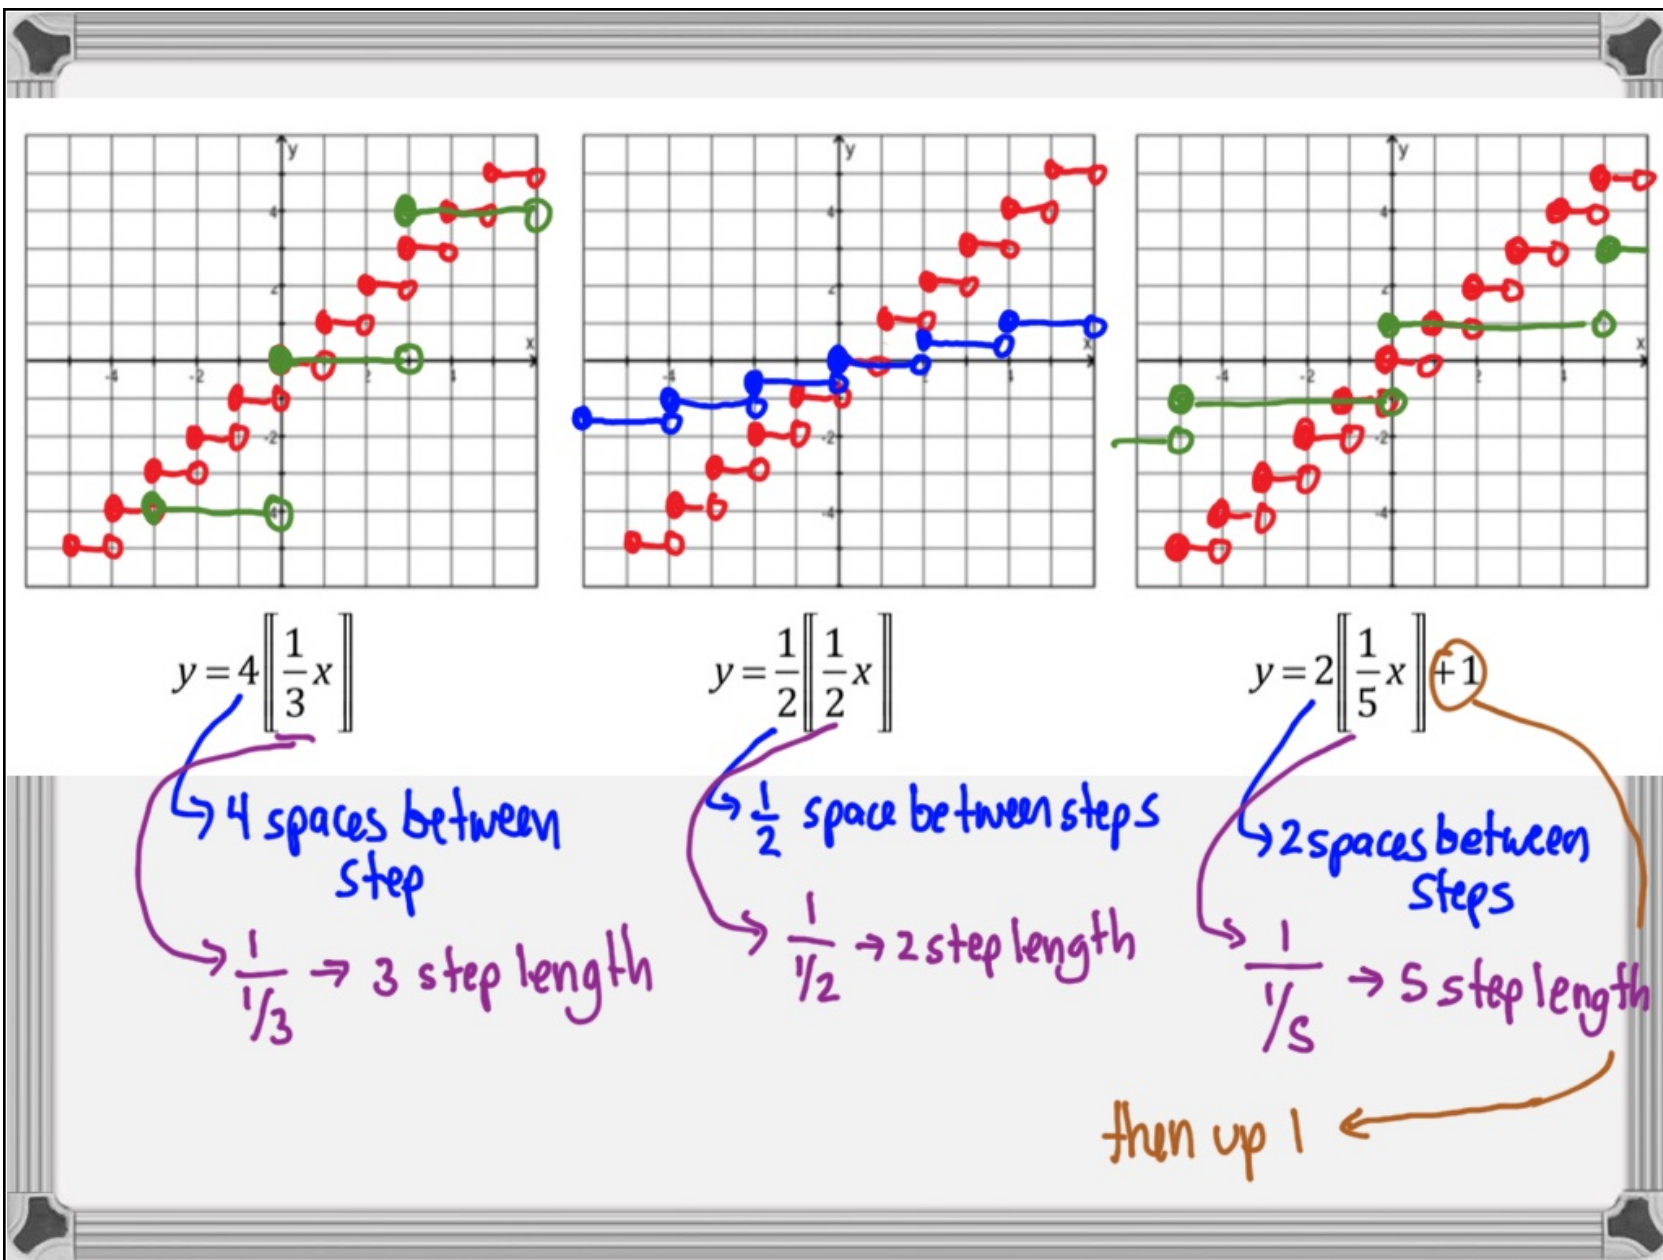 y
4
2
x
-4
-2
2
4
-2
-4
y
4
2
x
-4
2
4
-2
-4
y
4
2
x
-4
-2
2
4
-2
-4
y = 4⟦1/3 x⟧
y = 1/2⟦1/2 x⟧
y = 2⟦1/5 x⟧ + 1
↳ 4 spaces between
step
1/(1/3) → 3 step length
↳ 1/2 space between steps
1/(1/2) → 2 step length
↳ 2 spaces between
steps
1/(1/5) → 5 step length
then up 1